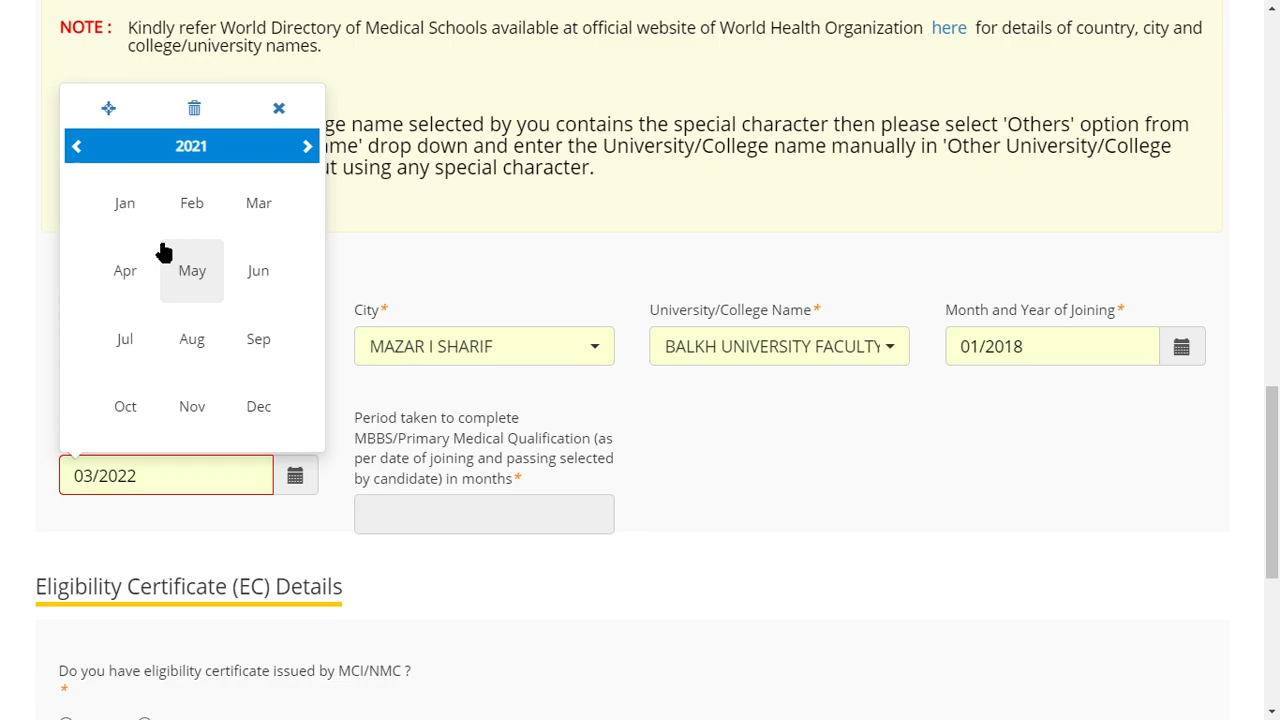 NOTE : Kindly refer World Directory of Medical Schools available at official website of World Health Organization here for details of country, city and
college/university names.
ge name selected by you contains the special character then please select 'Others' option from
me' drop down and enter the University/College name manually in 'Other University/College
ut using any special character.
2021
Jan Feb Mar
Apr May Jun
Jul Aug Sep
Oct Nov Dec
City* University/College Name* Month and Year of Joining*
MAZAR I SHARIF BALKH UNIVERSITY FACULTY 01/2018
03/2022
Period taken to complete
MBBS/Primary Medical Qualification (as
per date of joining and passing selected
by candidate) in months*
Eligibility Certificate (EC) Details
Do you have eligibility certificate issued by MCI/NMC ?
*